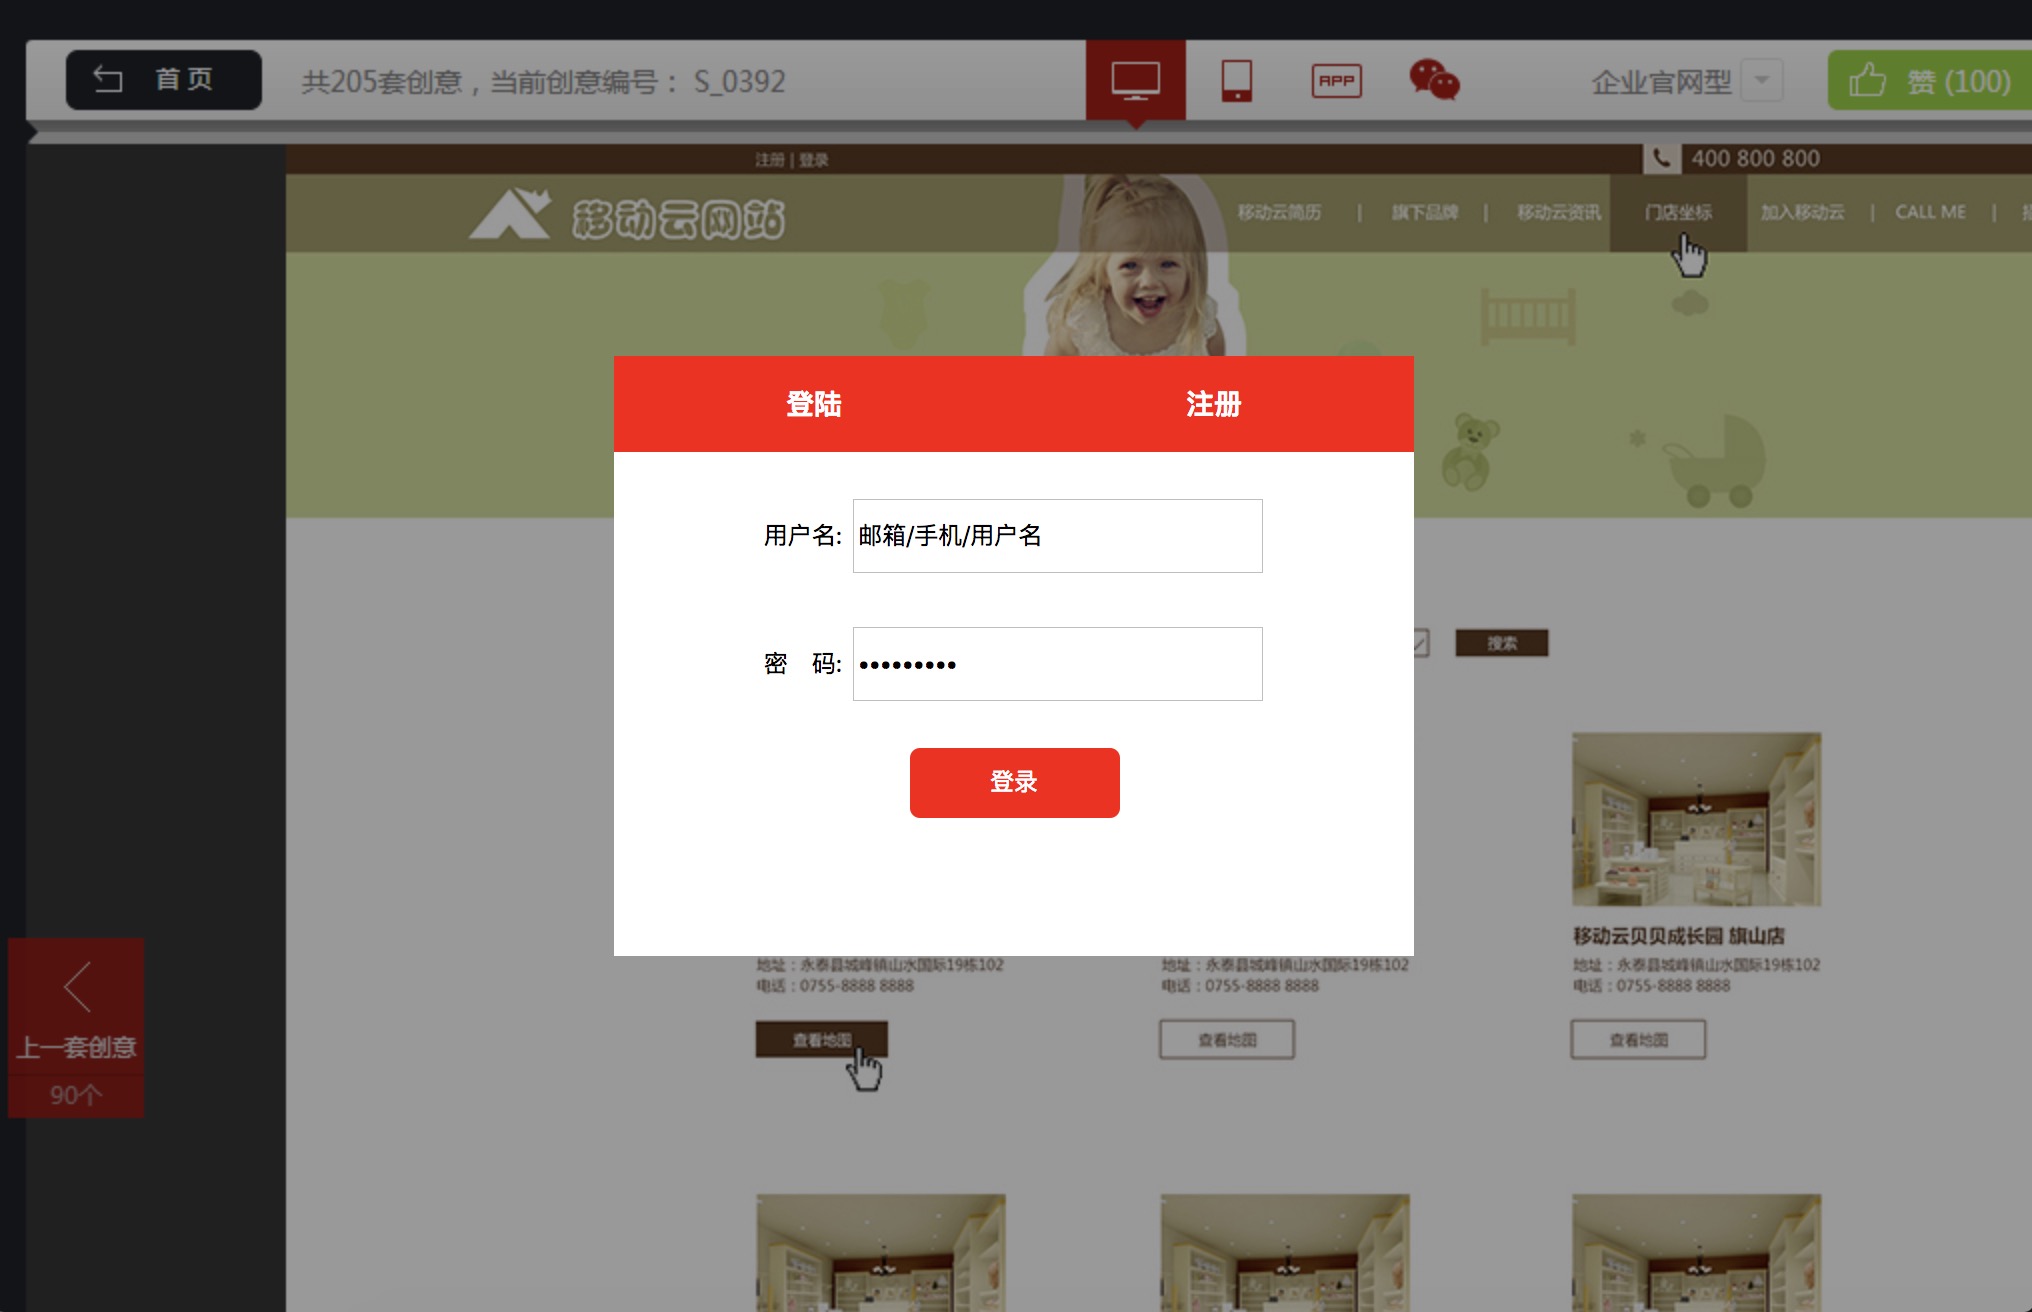 首页
共205套创意，当前创意编号： S_0392
APP
企业官网型
赞 (100)
注册 | 登录
400 800 800
移动云网站
移动云简历 | 旗下品牌 | 移动云资讯 门店坐标 加入移动云 | CALL ME |
登陆 注册
用户名: 邮箱/手机/用户名
搜索
密 码: •••••••••
登录
移动云贝贝成长园 旗山店
地址：永泰县城峰镇山水国际19栋102
电话：0755-8888 8888
查看地图
地址：永泰县城峰镇山水国际19栋102
电话：0755-8888 8888
查看地图
地址：永泰县城峰镇山水国际19栋102
电话：0755-8888 8888
查看地图
上一套创意
90个